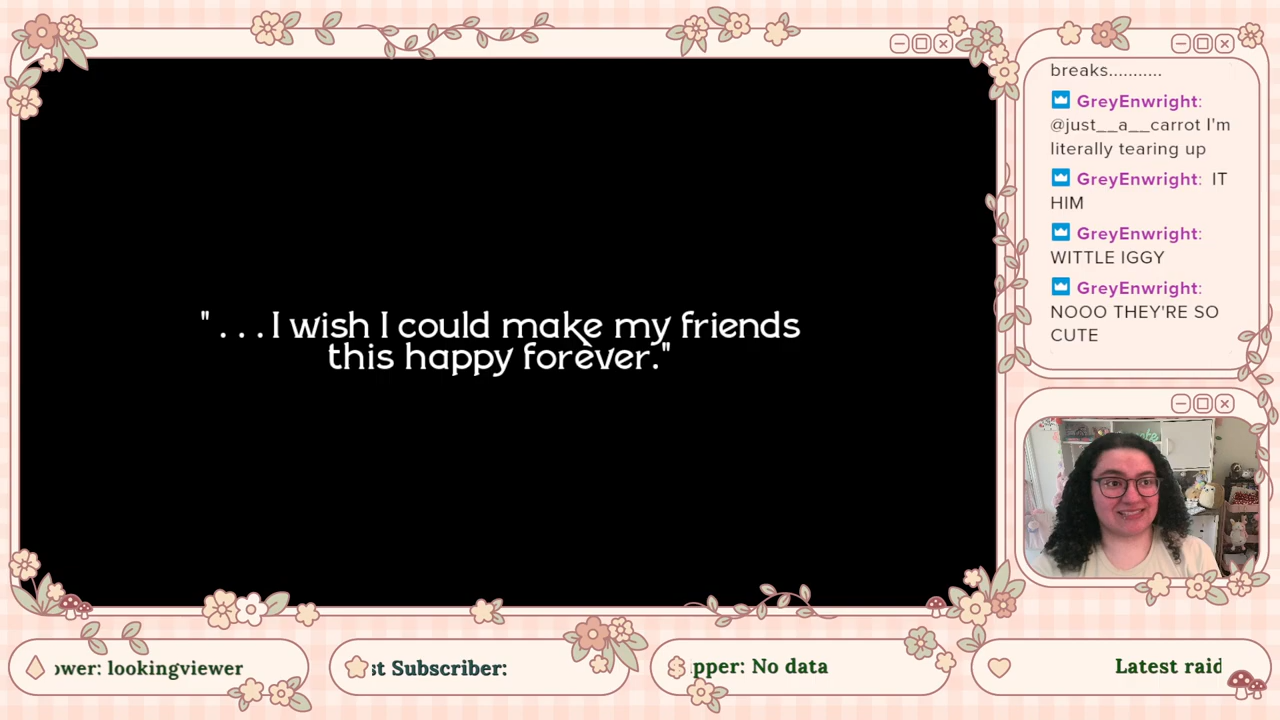 " . . . I wish I could make my friends
this happy forever."
breaks...........
GreyEnwright:
@just__a__carrot I'm
literally tearing up
GreyEnwright: IT
HIM
GreyEnwright:
WITTLE IGGY
GreyEnwright:
NOOO THEY'RE SO
CUTE
ower: lookingviewer
st Subscriber:
pper: No data
Latest raid